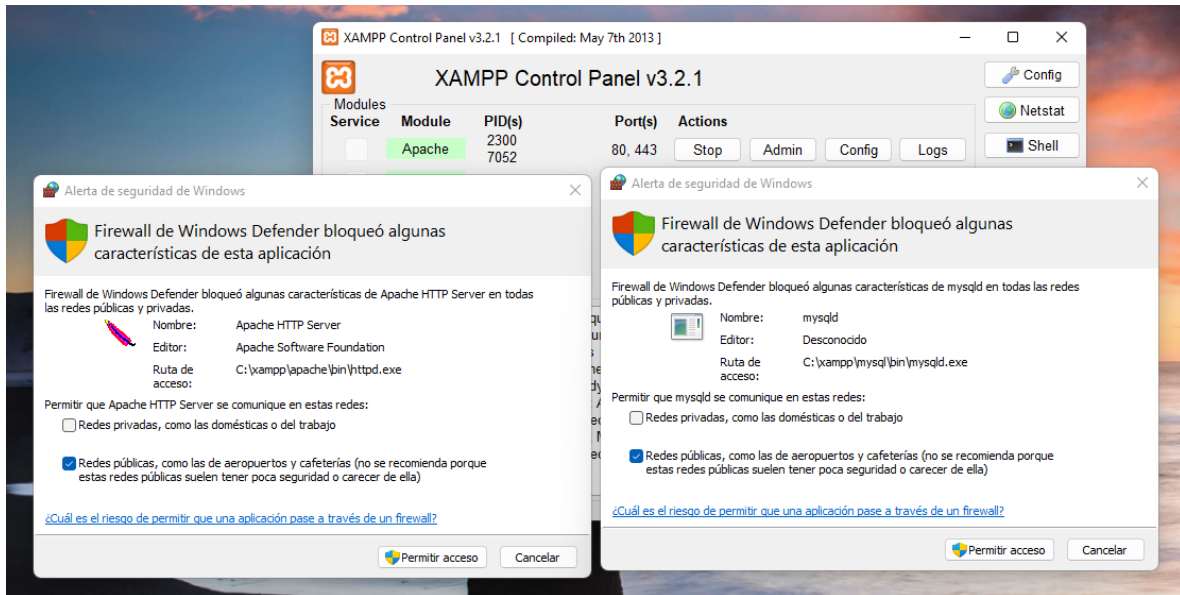 XAMPP Control Panel v3.2.1 [ Compiled: May 7th 2013 ]
XAMPP Control Panel v3.2.1
Config
Modules
Service Module PID(s) Port(s) Actions
Netstat
Apache 2300 7052 80, 443 Stop Admin Config Logs
Shell
Alerta de seguridad de Windows
Firewall de Windows Defender bloqueó algunas
características de esta aplicación
Firewall de Windows Defender bloqueó algunas características de Apache HTTP Server en todas
las redes públicas y privadas.
Nombre: Apache HTTP Server
Editor: Apache Software Foundation
Ruta de C:\xampp\apache\bin\httpd.exe
acceso:
Permitir que Apache HTTP Server se comunique en estas redes:
Redes privadas, como las domésticas o del trabajo
Redes públicas, como las de aeropuertos y cafeterías (no se recomienda porque
estas redes públicas suelen tener poca seguridad o carecer de ella)
¿Cuál es el riesgo de permitir que una aplicación pase a través de un firewall?
Permitir acceso Cancelar
Alerta de seguridad de Windows
Firewall de Windows Defender bloqueó algunas
características de esta aplicación
Firewall de Windows Defender bloqueó algunas características de mysqld en todas las redes
públicas y privadas.
Nombre: mysqld
Editor: Desconocido
Ruta de C:\xampp\mysql\bin\mysqld.exe
acceso:
Permitir que mysqld se comunique en estas redes:
Redes privadas, como las domésticas o del trabajo
Redes públicas, como las de aeropuertos y cafeterías (no se recomienda porque
estas redes públicas suelen tener poca seguridad o carecer de ella)
¿Cuál es el riesgo de permitir que una aplicación pase a través de un firewall?
Permitir acceso Cancelar